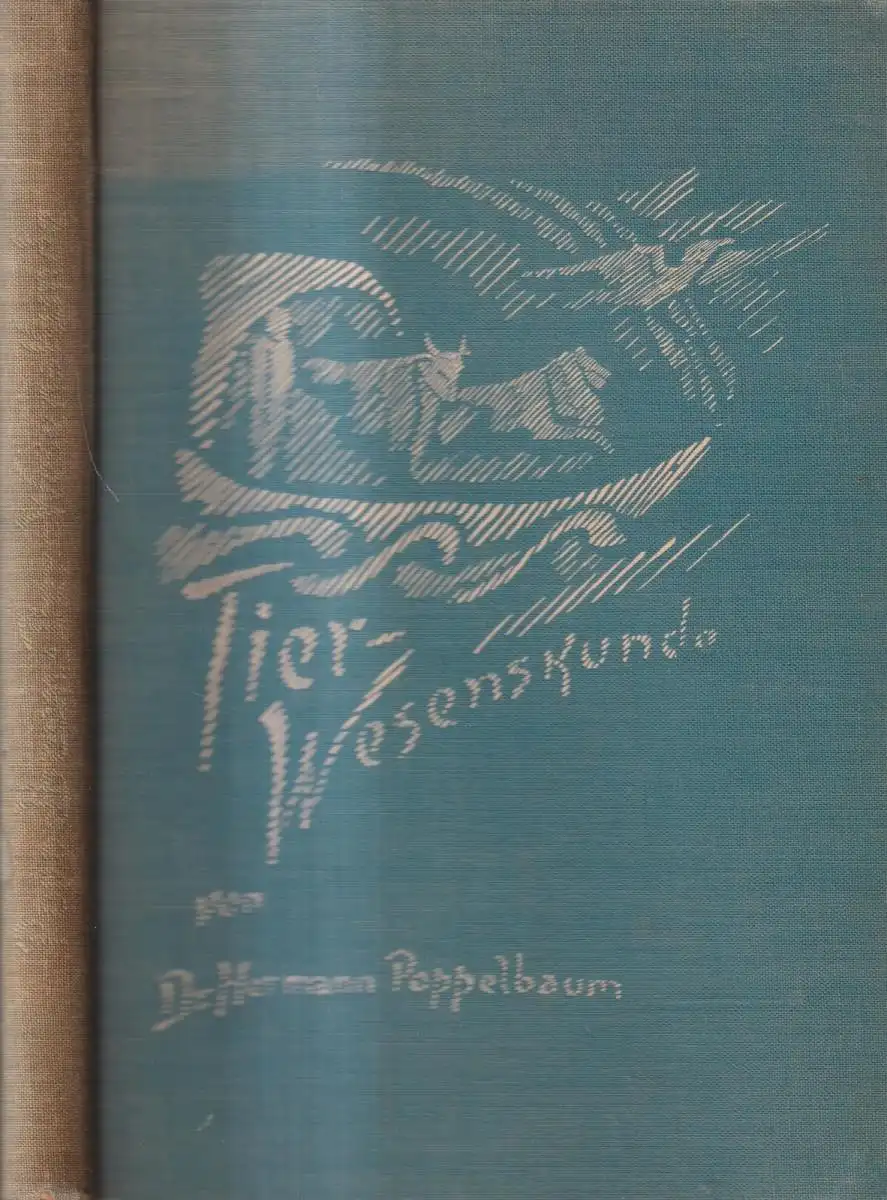 Tier-
Wesenskunde
von
Dr. Hermann Poppelbaum